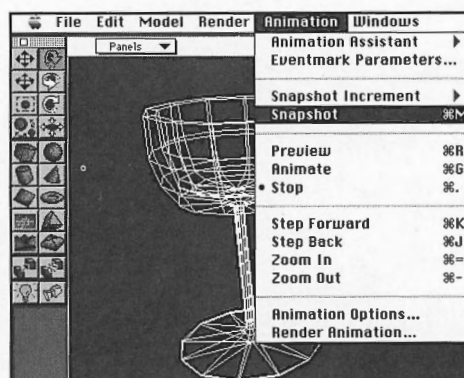 File Edit Model Render Animation Windows
Panels
Animation Assistant
Eventmark Parameters...
Snapshot Increment
Snapshot ⌘M
Preview ⌘R
Animate ⌘G
• Stop ⌘.
Step Forward ⌘K
Step Back ⌘J
Zoom In ⌘=
Zoom Out ⌘-
Animation Options...
Render Animation...